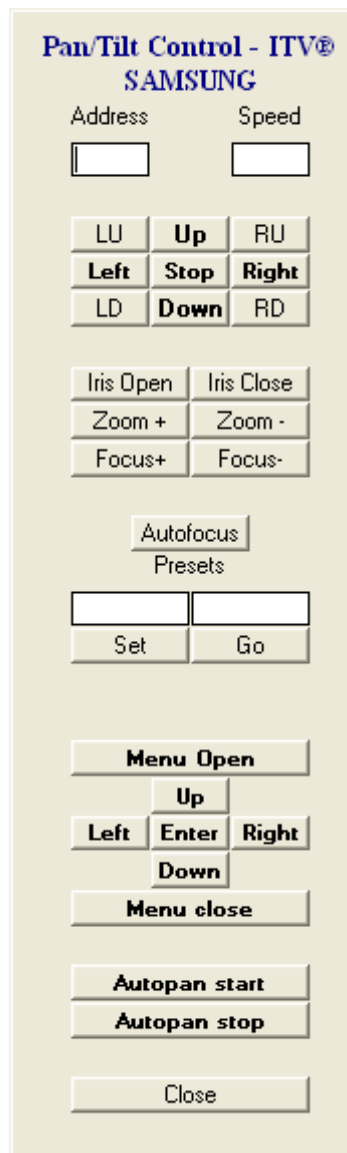 Pan/Tilt Control - ITV®
SAMSUNG
Address Speed
LU Up RU
Left Stop Right
LD Down RD
Iris Open Iris Close
Zoom + Zoom -
Focus+ Focus-
Autofocus
Presets
Set Go
Menu Open
Up
Left Enter Right
Down
Menu close
Autopan start
Autopan stop
Close